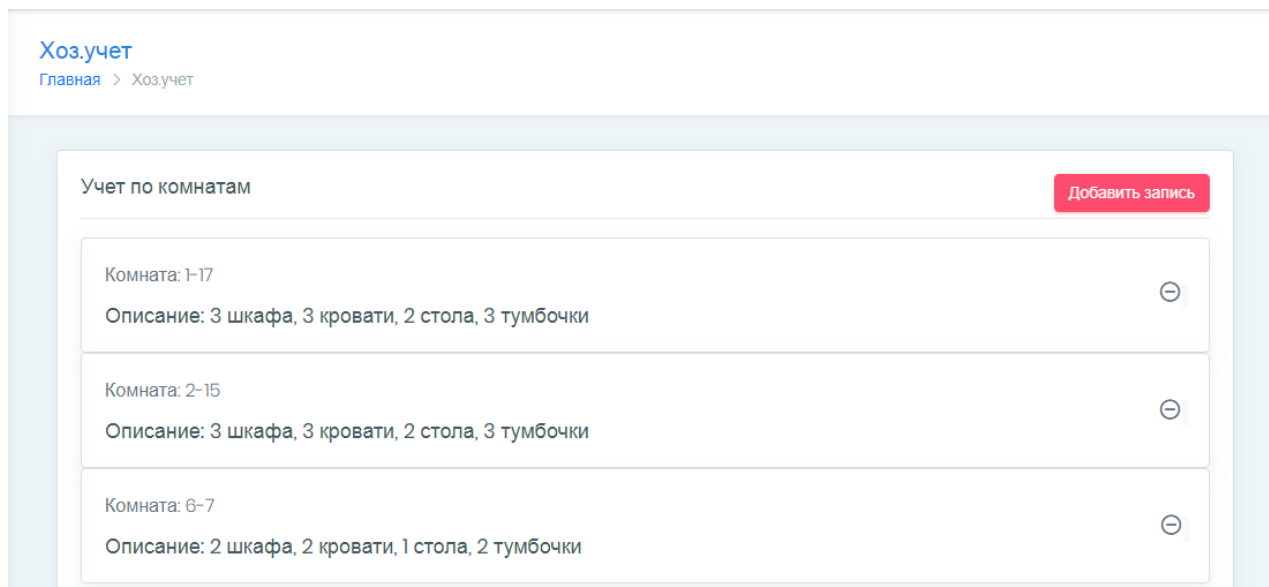 Хоз.учет
Главная > Хоз.учет
Учет по комнатам
Добавить запись
Комната: 1-17
Описание: 3 шкафа, 3 кровати, 2 стола, 3 тумбочки
Комната: 2-15
Описание: 3 шкафа, 3 кровати, 2 стола, 3 тумбочки
Комната: 6-7
Описание: 2 шкафа, 2 кровати, 1 стола, 2 тумбочки